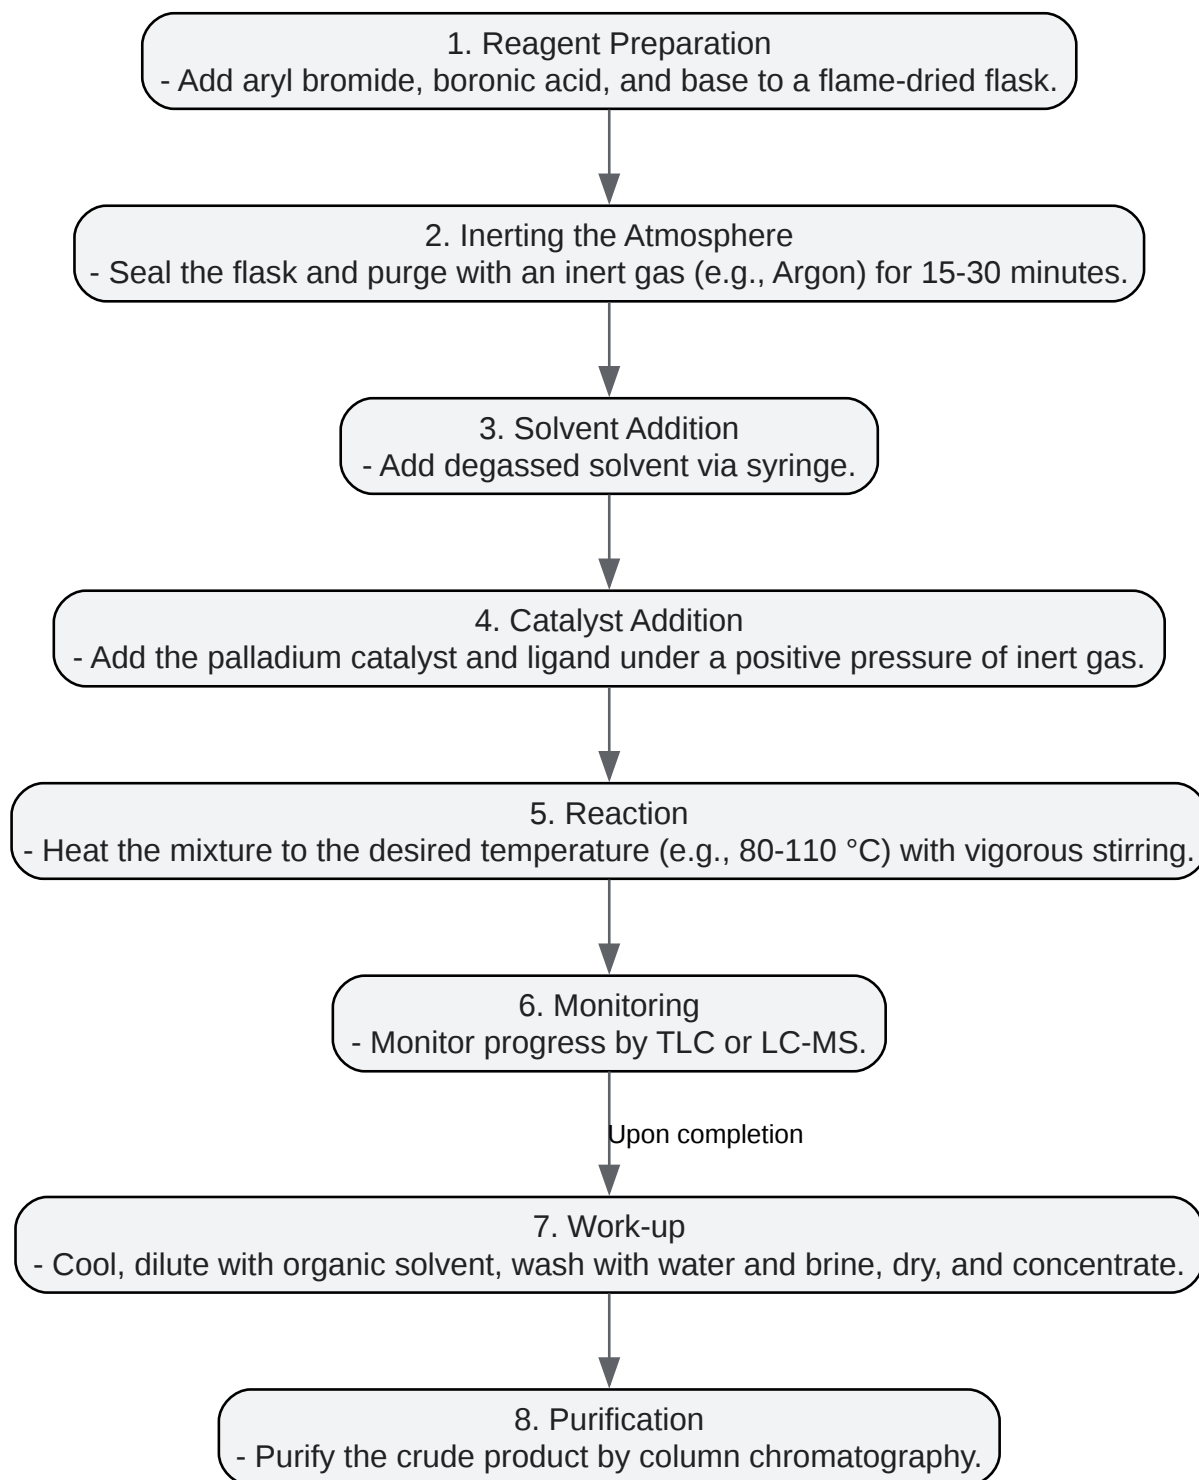 1. Reagent Preparation
- Add aryl bromide, boronic acid, and base to a flame-dried flask.
2. Inerting the Atmosphere
- Seal the flask and purge with an inert gas (e.g., Argon) for 15-30 minutes.
3. Solvent Addition
- Add degassed solvent via syringe.
4. Catalyst Addition
- Add the palladium catalyst and ligand under a positive pressure of inert gas.
5. Reaction
- Heat the mixture to the desired temperature (e.g., 80-110 °C) with vigorous stirring.
6. Monitoring
- Monitor progress by TLC or LC-MS.
Upon completion
7. Work-up
- Cool, dilute with organic solvent, wash with water and brine, dry, and concentrate.
8. Purification
- Purify the crude product by column chromatography.